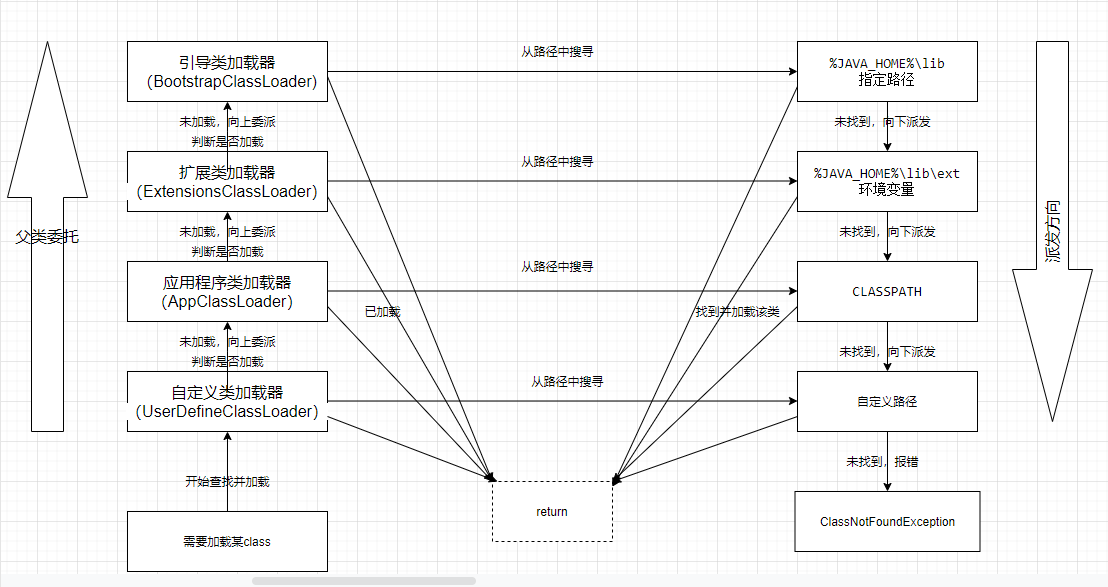 引导类加载器
（BootstrapClassLoader）
从路径中搜寻
%JAVA_HOME%\lib
指定路径
未加载，向上委派
判断是否加载
未找到，向下派发
扩展类加载器
（ExtensionsClassLoader）
从路径中搜寻
%JAVA_HOME%\lib\ext
环境变量
父类委托
未加载，向上委派
判断是否加载
未找到，向下派发
派发方向
应用程序类加载器
（AppClassLoader）
从路径中搜寻
CLASSPATH
已加载
找到并加载该类
未加载，向上委派
判断是否加载
未找到，向下派发
自定义类加载器
（UserDefineClassLoader）
从路径中搜寻
自定义路径
开始查找并加载
未找到，报错
需要加载某class
return
ClassNotFoundException